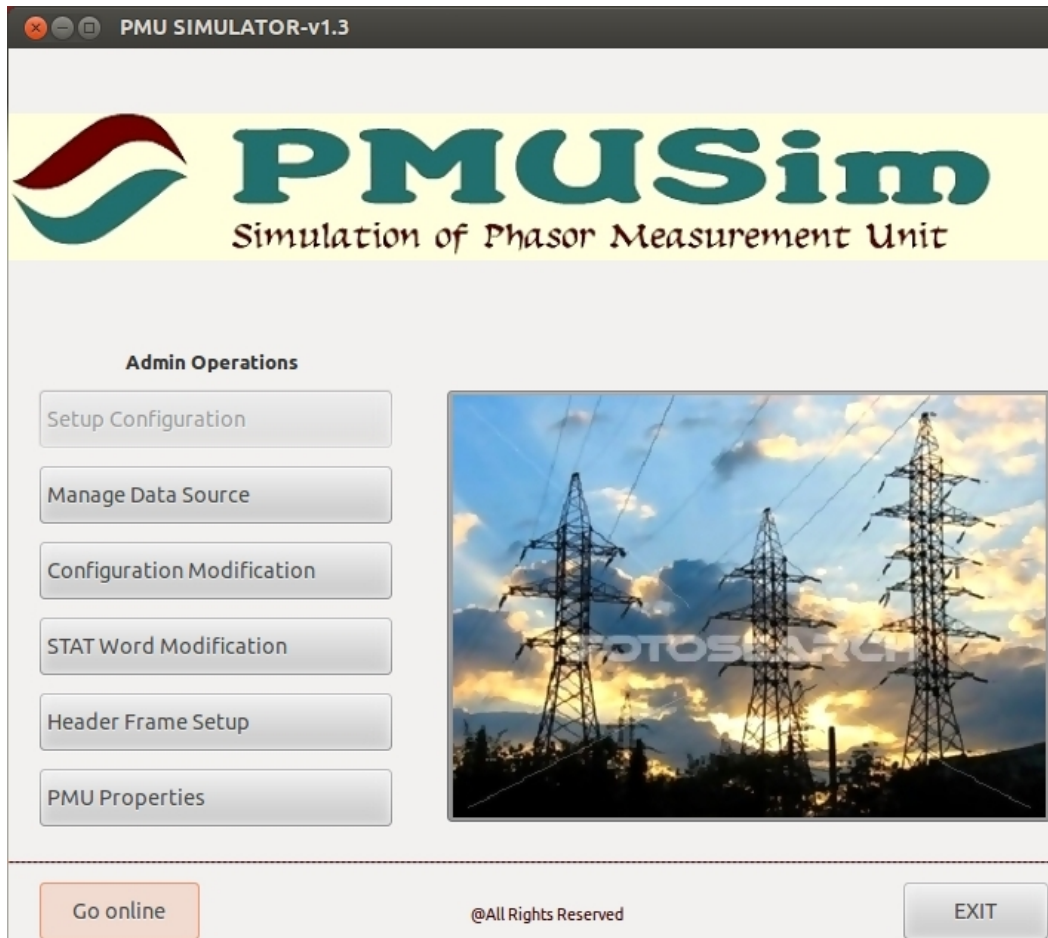 PMU SIMULATOR-v1.3
PMUSim
Simulation of Phasor Measurement Unit
Admin Operations
Setup Configuration
Manage Data Source
Configuration Modification
STAT Word Modification
Header Frame Setup
PMU Properties
FOTOSEARCH
Go online
@All Rights Reserved
EXIT